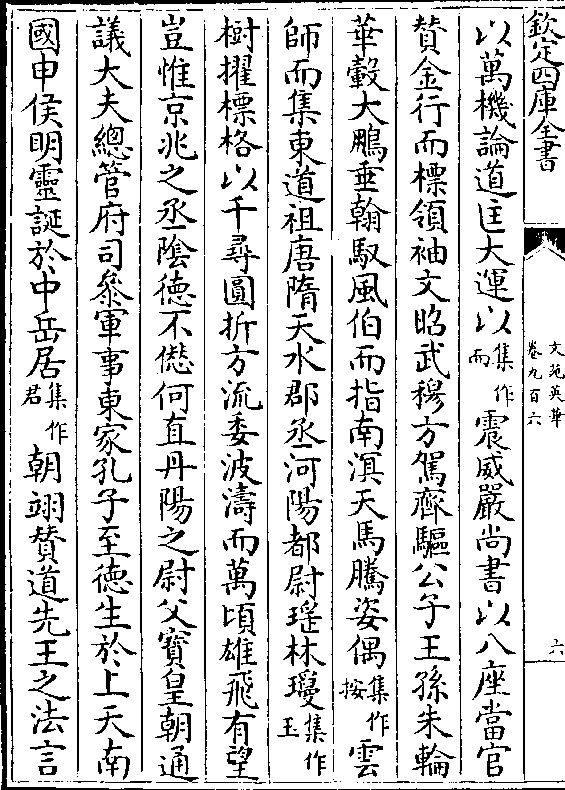 欽定四庫全書
文苑英華
卷九百六
六
以萬機論道匡大運以集作而震威嚴尚書以八座當官
贊金行而標領袖文昭武穆方駕齊驅公子王孫朱輪
華轂大鵬垂翰馭風伯而指南溟天馬騰姿偶集作按雲
師而集東道祖唐隋天水郡丞河陽都尉瑤林瓊集作玉
樹擢標格以千尋圓折方流委波濤而萬頃雄飛有望
豈惟京兆之丞陰德不僁何直丹陽之尉父寶皇朝通
議大夫總管府司參軍事東家孔子至德生於上天南
國申侯明靈誕於中岳居集作君朝翊贊道先王之法言